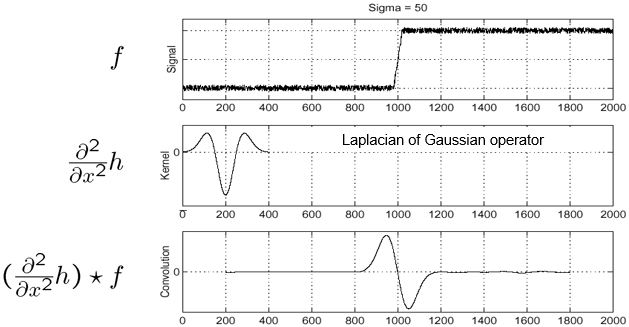 Sigma = 50
f
Signal
0 200 400 600 800 1000 1200 1400 1600 1800 2000
∂²/∂x² h
Kernel
0
Laplacian of Gaussian operator
0 200 400 600 800 1000 1200 1400 1600 1800 2000
(∂²/∂x² h) ⋆ f
Convolution
0
0 200 400 600 800 1000 1200 1400 1600 1800 2000